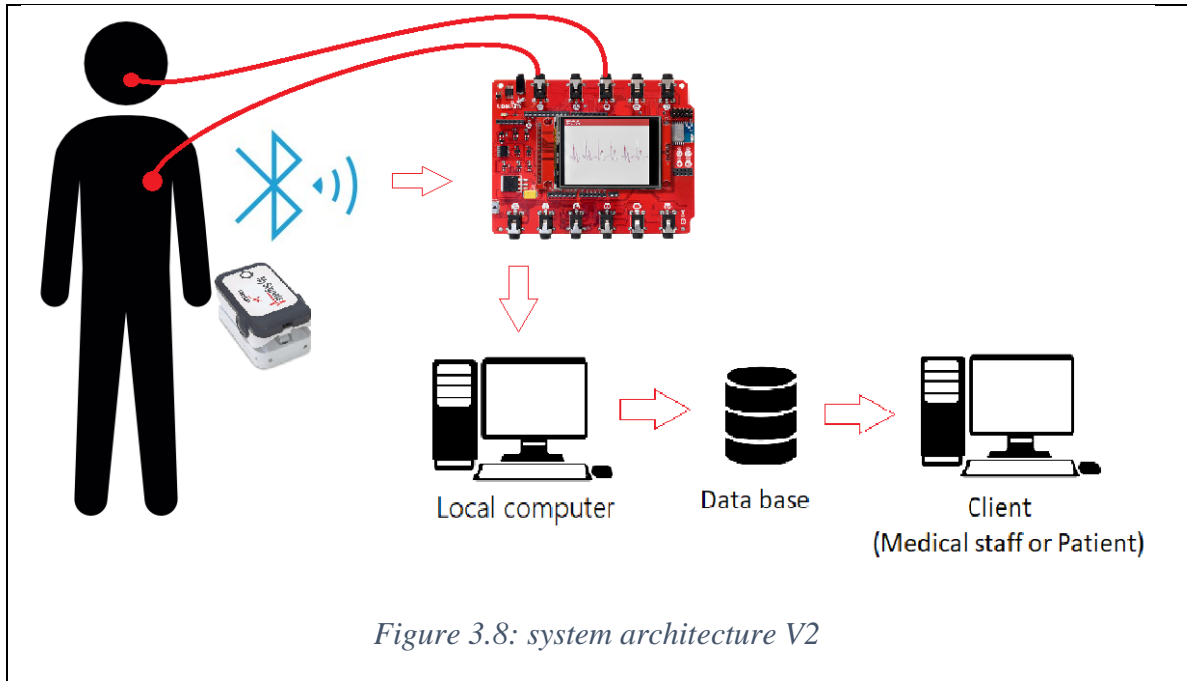 Local computer
Data base
Client
(Medical staff or Patient)
Figure 3.8: system architecture V2